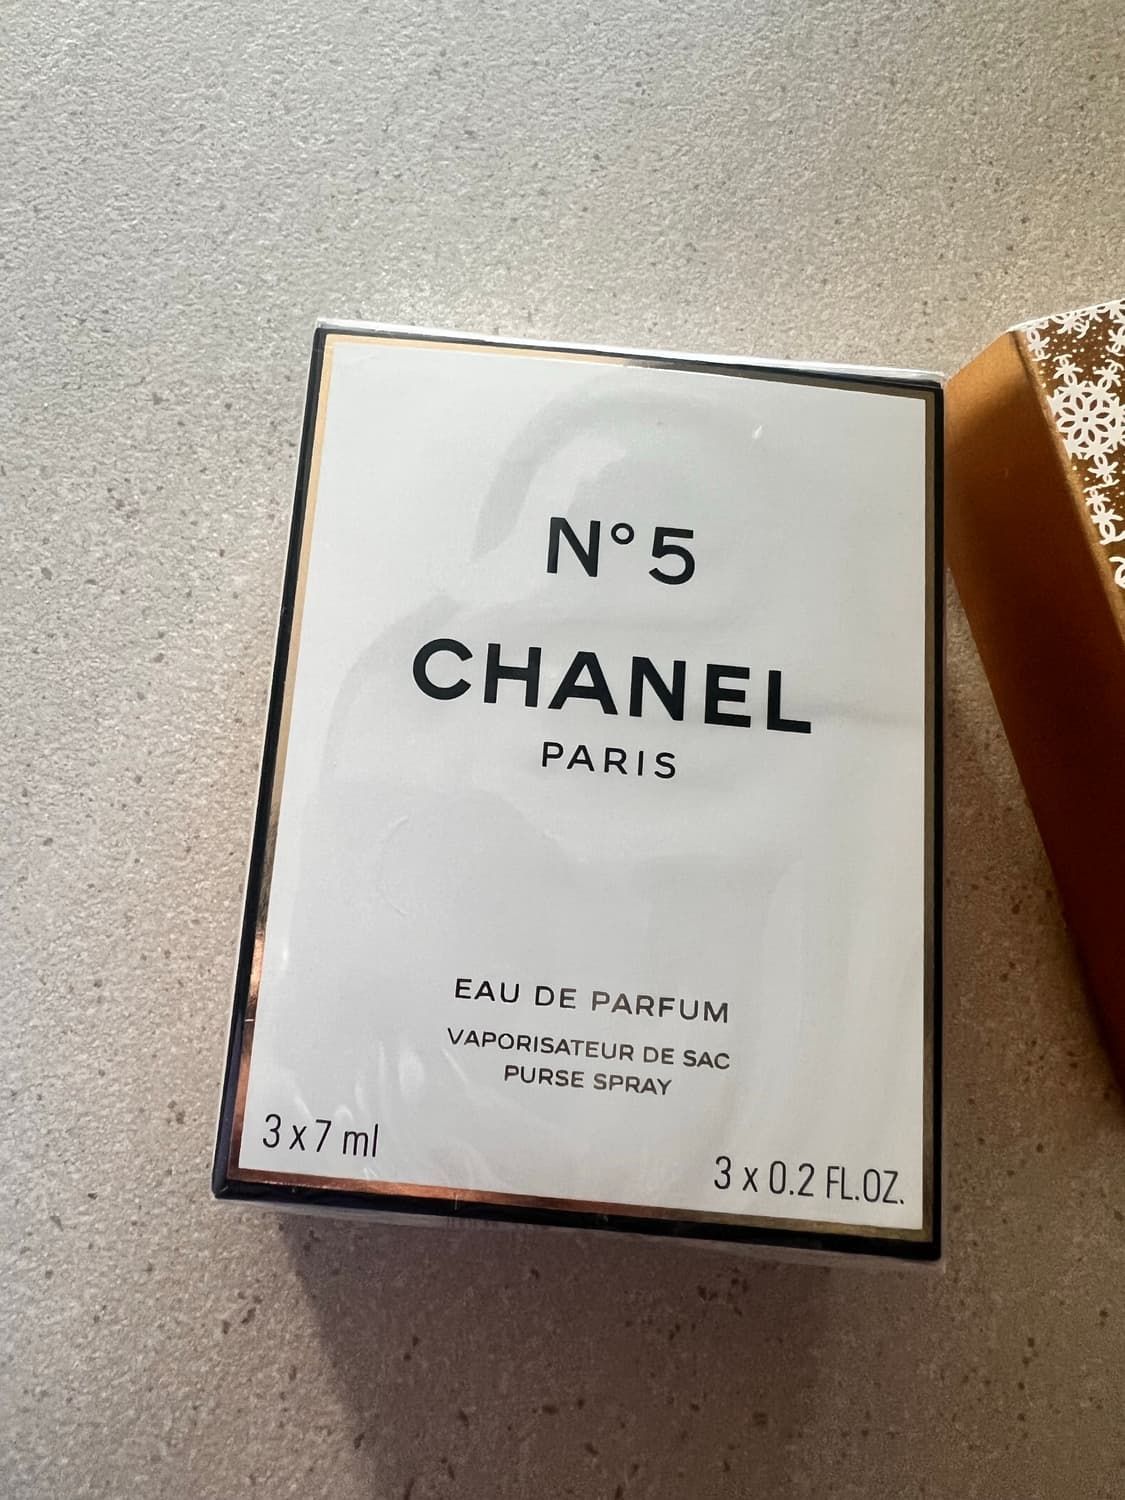 N°5
CHANEL
PARIS
EAU DE PARFUM
VAPORISATEUR DE SAC
PURSE SPRAY
3 x 7 ml
3 x 0.2 FL.OZ.